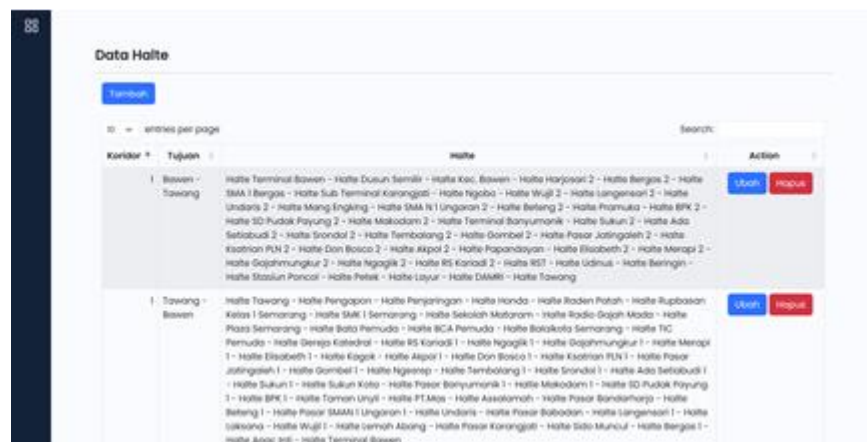 Data Halte
Tambah
10 entries per page
Search:
Koridor Tujuan Halte Action
1 Bawen - Tawang
Halte Terminal Bawen - Halte Dusun Semilir - Halte Kec. Bawen - Halte Harjosari 2 - Halte Bergas 2 - Halte
SMA 1 Bergas - Halte Sub Terminal Karangjati - Halte Ngobo - Halte Wujil 2 - Halte Langensari 2 - Halte
Undaris 2 - Halte Mang Engking - Halte SMA N 1 Ungaran 2 - Halte Beteng 2 - Halte Pramuka - Halte BPK 2 -
Halte SD Pudak Payung 2 - Halte Makodam 2 - Halte Terminal Banyumanik - Halte Sukun 2 - Halte Ada
Setiabudi 2 - Halte Srondol 2 - Halte Tembalang 2 - Halte Gombel 2 - Halte Pasar Jatingaleh 2 - Halte
Ksatrian PLN 2 - Halte Don Bosco 2 - Halte Akpol 2 - Halte Papandayan - Halte Elisabeth 2 - Halte Merapi 2 -
Halte Gajahmungkur 2 - Halte Ngaglik 2 - Halte RS Kariadi 2 - Halte RST - Halte Udinus - Halte Beringin -
Halte Stasiun Poncol - Halte Petek - Halte Layur - Halte DAMRI - Halte Tawang
Ubah Hapus
1 Tawang - Bawen
Halte Tawang - Halte Pengapon - Halte Penjaringan - Halte Honda - Halte Raden Patah - Halte Rupbasan
Kelas 1 Semarang - Halte SMK 1 Semarang - Halte Sekolah Mataram - Halte Radio Gajah Mada - Halte
Plaza Semarang - Halte Bata Pemuda - Halte BCA Pemuda - Halte Balaikota Semarang - Halte TIC
Pemuda - Halte Gereja Katedral - Halte RS Kariadi 1 - Halte Ngaglik 1 - Halte Gajahmungkur 1 - Halte Merapi
1 - Halte Elisabeth 1 - Halte Kagok - Halte Akpol 1 - Halte Don Bosco 1 - Halte Ksatrian PLN 1 - Halte Pasar
Jatingaleh 1 - Halte Gombel 1 - Halte Ngesrep - Halte Tembalang 1 - Halte Srondol 1 - Halte Ada Setiabudi 1
- Halte Sukun 1 - Halte Sukun Kota - Halte Pasar Banyumanik 1 - Halte Makodam 1 - Halte SD Pudak Payung
1 - Halte BPK 1 - Halte Taman Unyil - Halte PT.Mas - Halte Assalamah - Halte Pasar Bandarharjo - Halte
Beteng 1 - Halte Pasar SMAN 1 Ungaran 1 - Halte Undaris - Halte Pasar Babadan - Halte Langensari 1 - Halte
Laksana - Halte Wujil 1 - Halte Lemah Abang - Halte Pasar Karangjati - Halte Sido Muncul - Halte Bergas 1 -
Halte Apac Inti - Halte Terminal Bawen
Ubah Hapus